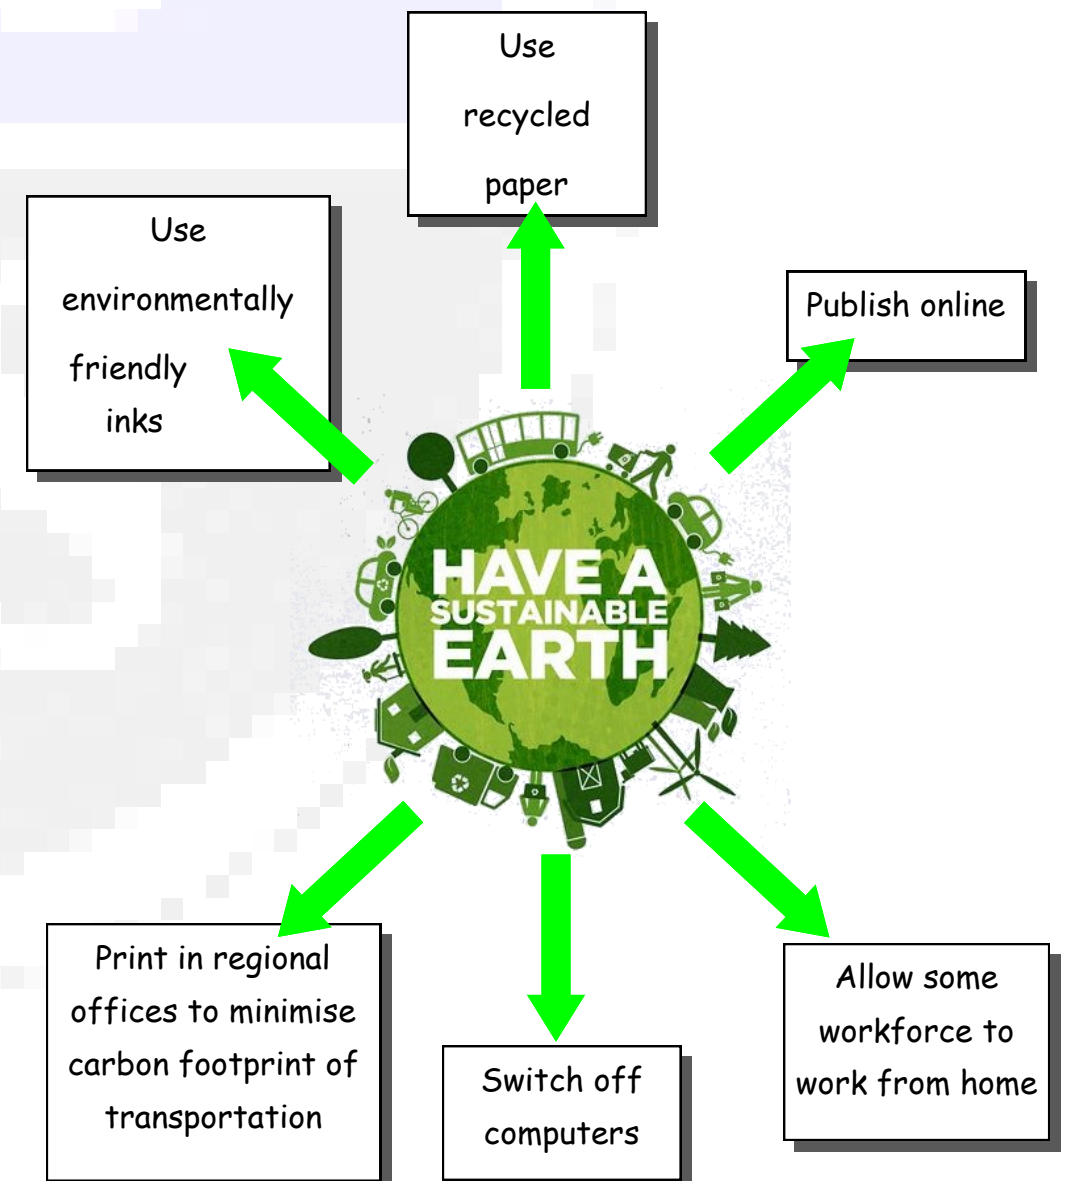 Use
recycled
paper
Use
environmentally
friendly
inks
Publish online
HAVE A
SUSTAINABLE
EARTH
Print in regional
offices to minimise
carbon footprint of
transportation
Switch off
computers
Allow some
workforce to
work from home